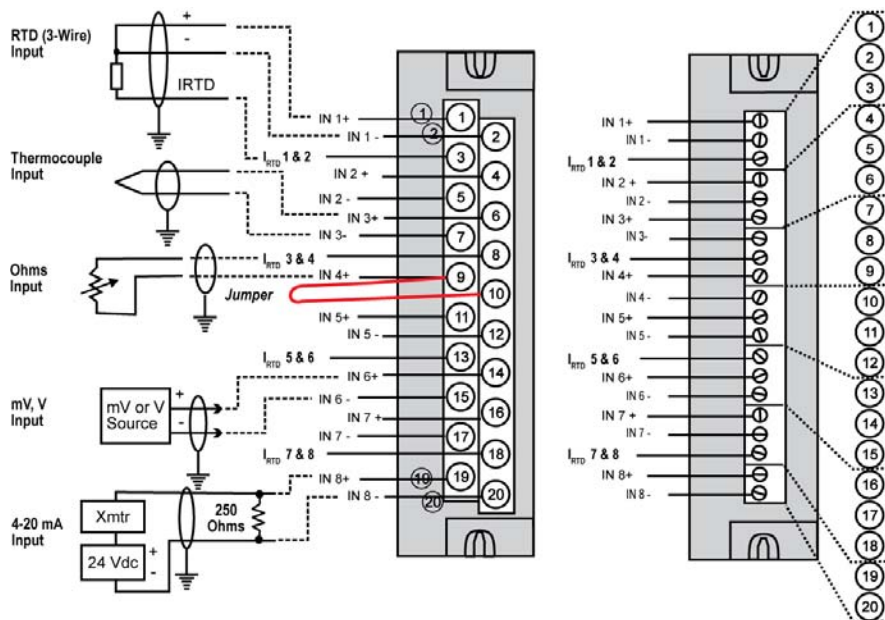 RTD (3-Wire)
Input
+
-
IRTD
Thermocouple
Input
Ohms
Input
Jumper
mV, V
Input
mV or V
Source
+
-
4-20 mA
Input
Xmtr
24 Vdc
+
-
250
Ohms
IN 1+
IN 1 -
IRTD 1 & 2
IN 2 +
IN 2 -
IN 3+
IN 3-
IRTD 3 & 4
IN 4+
IN 5+
IN 5 -
IRTD 5 & 6
IN 6+
IN 6 -
IN 7 +
IN 7 -
IRTD 7 & 8
IN 8+
IN 8 -
1
2
19
20
1
2
3
4
5
6
7
8
9
10
11
12
13
14
15
16
17
18
19
20
IN 1+
IN 1 -
IRTD 1 & 2
IN 2 +
IN 2 -
IN 3+
IN 3-
IRTD 3 & 4
IN 4+
IN 4 -
IN 5+
IN 5 -
IRTD 5 & 6
IN 6+
IN 6 -
IN 7 +
IN 7 -
IRTD 7 & 8
IN 8+
IN 8 -
1
2
3
4
5
6
7
8
9
10
11
12
13
14
15
16
17
18
19
20